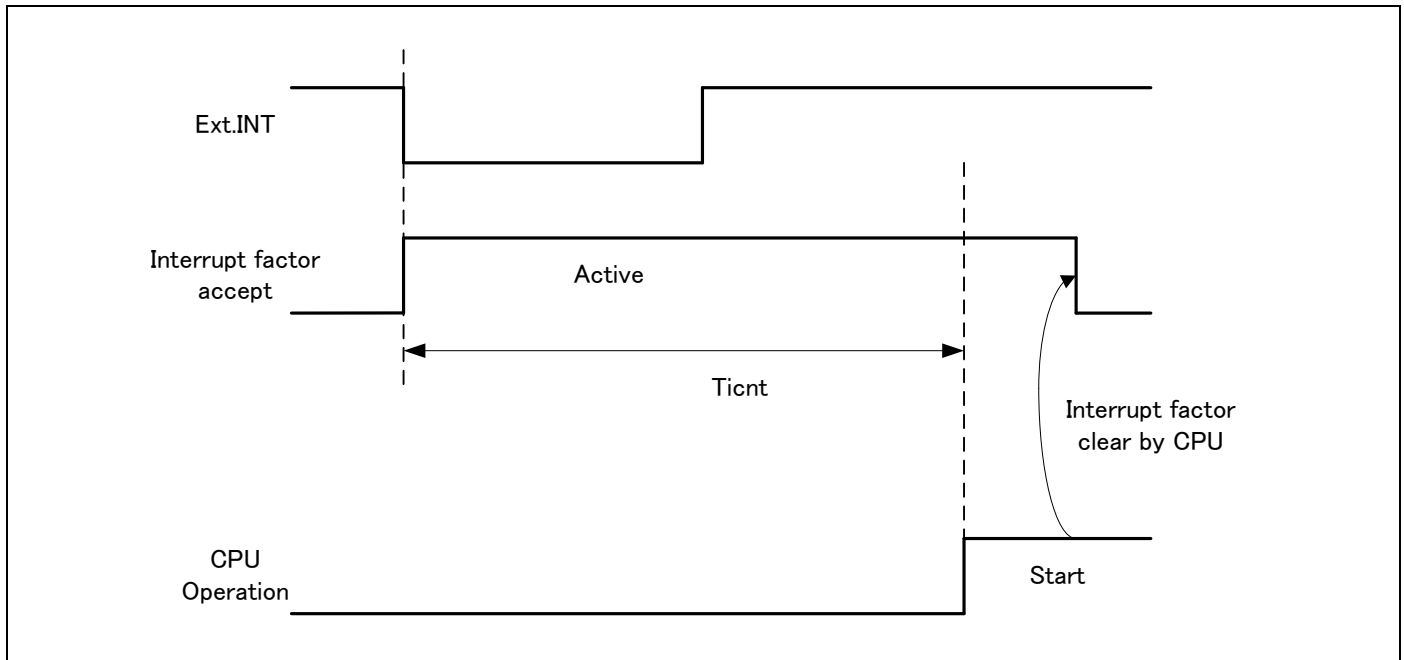 Ext.INT
Interrupt factor
accept
Active
Ticnt
Interrupt factor
clear by CPU
CPU
Operation
Start